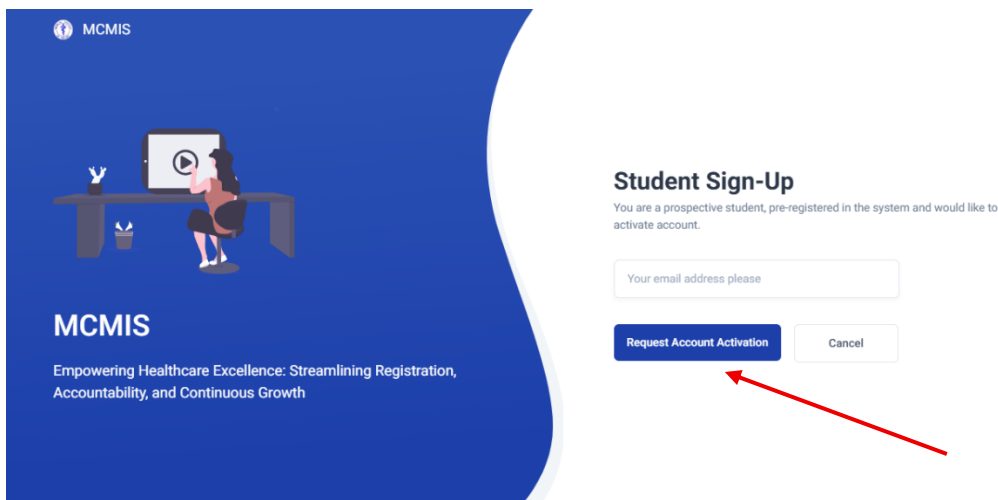 MCMIS
MCMIS
Empowering Healthcare Excellence: Streamlining Registration,
Accountability, and Continuous Growth
Student Sign-Up
You are a prospective student, pre-registered in the system and would like to
activate account.
Your email address please
Request Account Activation
Cancel